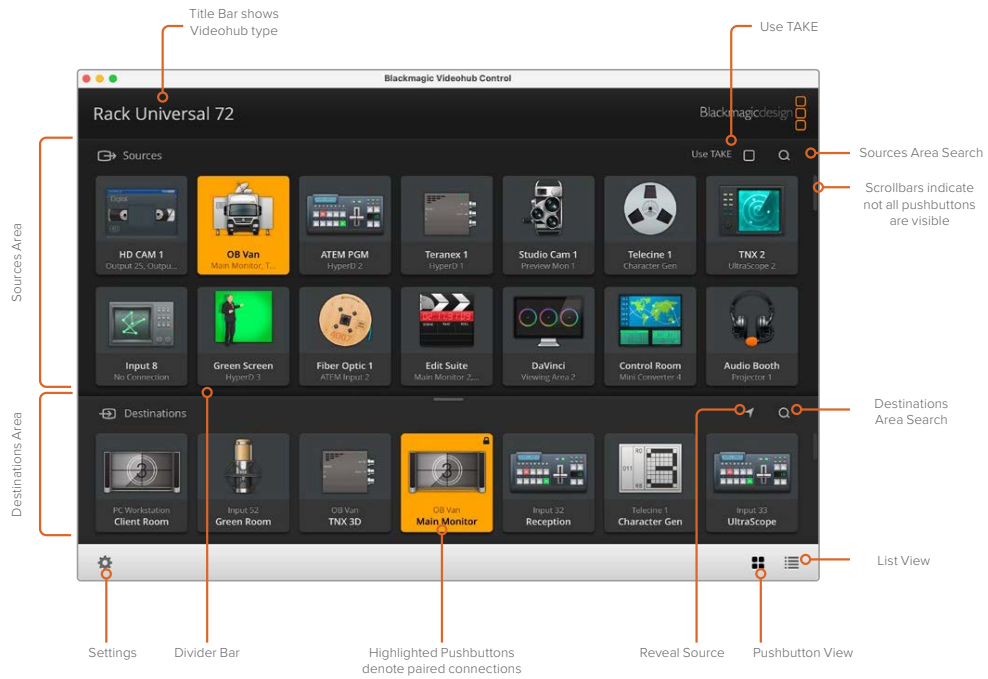 Title Bar shows
Videohub type
Use TAKE
Blackmagic Videohub Control
Rack Universal 72
Blackmagicdesign
Sources Area
Sources
Use TAKE
Sources Area Search
Scrollbars indicate
not all pushbuttons
are visible
HD CAM 1
Output 25, Outpu...
OB Van
Main Monitor, T...
ATEM PGM
HyperD 2
Teranex 1
HyperD 1
Studio Cam 1
Preview Mon 1
Telecine 1
Character Gen
TNX 2
UltraScope 2
Input 8
No Connection
Green Screen
HyperD 3
Fiber Optic 1
ATEM Input 2
Edit Suite
Main Monitor 2,...
DaVinci
Viewing Area 2
Control Room
Mini Converter 4
Audio Booth
Projector 1
Destinations Area
Destinations
Destinations
Area Search
PC Workstation
Client Room
Input 52
Green Room
OB Van
TNX 3D
3
OB Van
Main Monitor
Input 32
Reception
Telecine 1
Character Gen
Input 33
UltraScope
List View
Settings
Divider Bar
Highlighted Pushbuttons
denote paired connections
Reveal Source
Pushbutton View